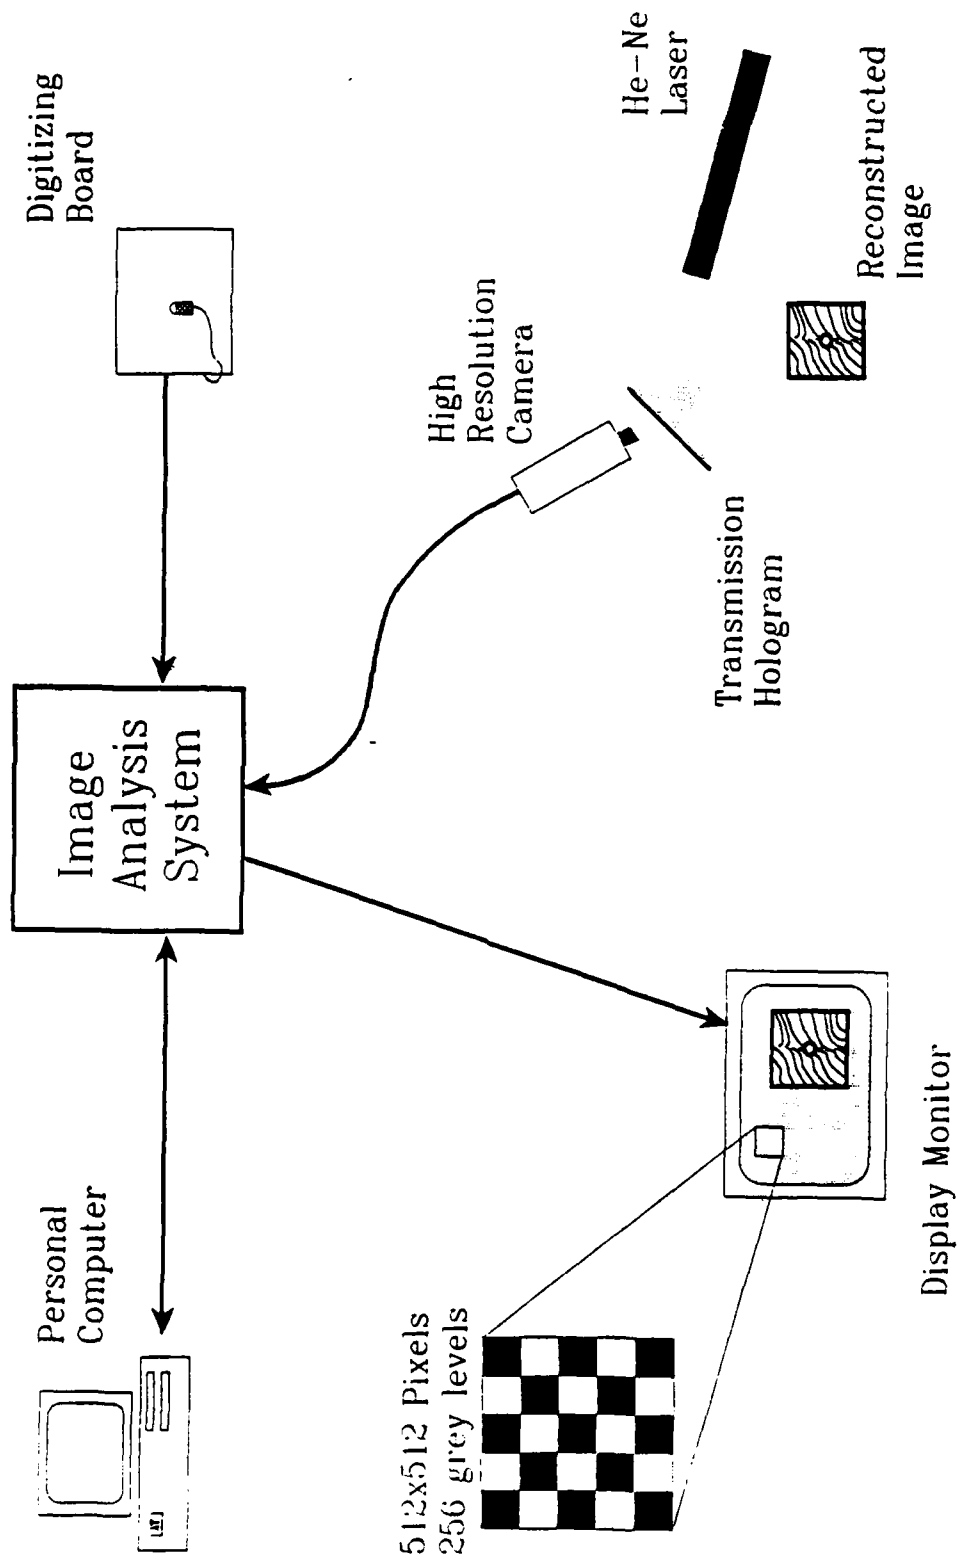 Personal
Computer
AT
Image
Analysis
System
Digitizing
Board
512x512 Pixels
256 grey levels
High
Resolution
Camera
He-Ne
Laser
Transmission
Hologram
Reconstructed
Image
Display Monitor